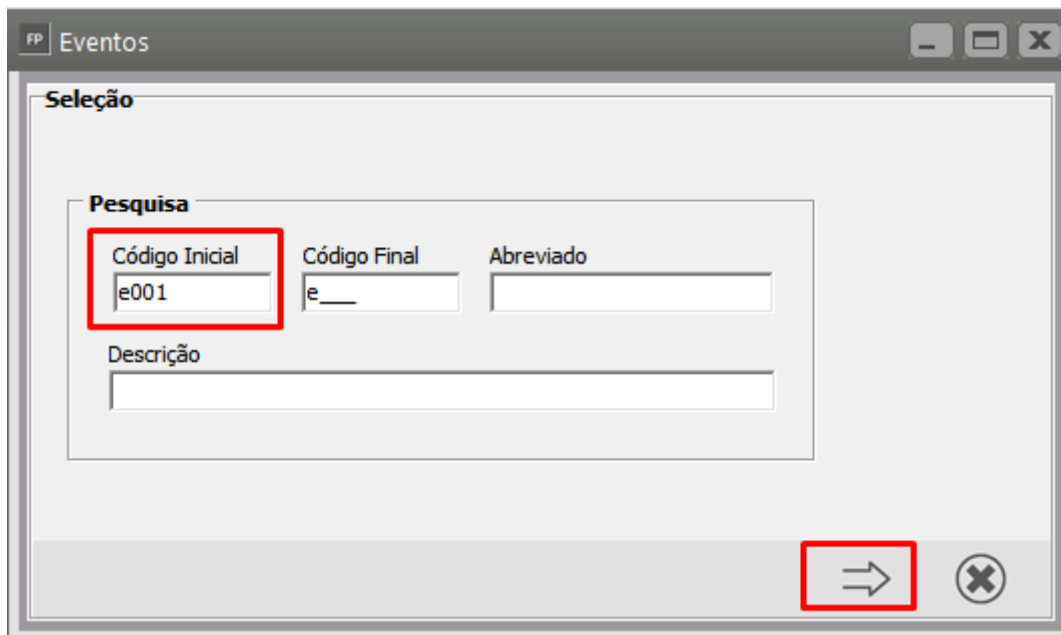 FP Eventos
Seleção
Pesquisa
Código Inicial Código Final Abreviado
e001 e___
Descrição